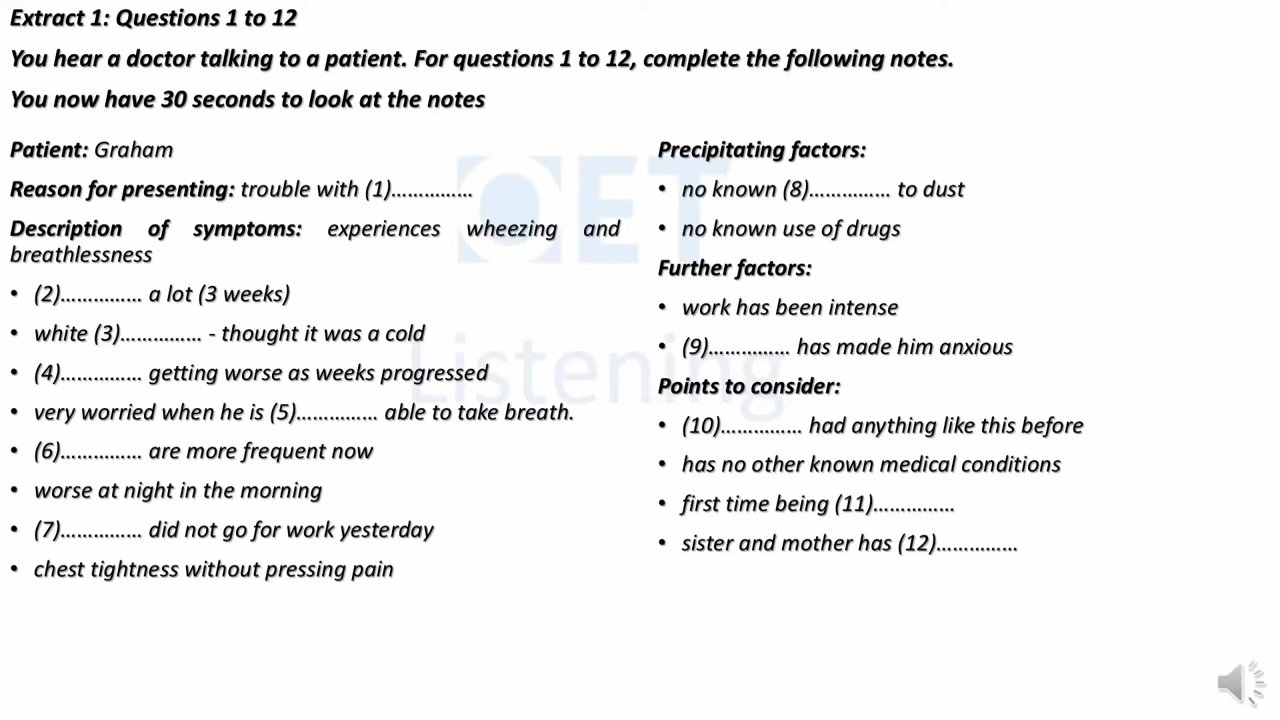 Extract 1: Questions 1 to 12
You hear a doctor talking to a patient. For questions 1 to 12, complete the following notes.
You now have 30 seconds to look at the notes
Patient: Graham
Reason for presenting: trouble with (1)……………
Description of symptoms: experiences wheezing and
breathlessness
• (2)…………… a lot (3 weeks)
• white (3)…………… - thought it was a cold
• (4)…………… getting worse as weeks progressed
• very worried when he is (5)…………… able to take breath.
• (6)…………… are more frequent now
• worse at night in the morning
• (7)…………… did not go for work yesterday
• chest tightness without pressing pain
Precipitating factors:
• no known (8)…………… to dust
• no known use of drugs
Further factors:
• work has been intense
• (9)…………… has made him anxious
Points to consider:
• (10)…………… had anything like this before
• has no other known medical conditions
• first time being (11)……………
• sister and mother has (12)……………
OET
Listening